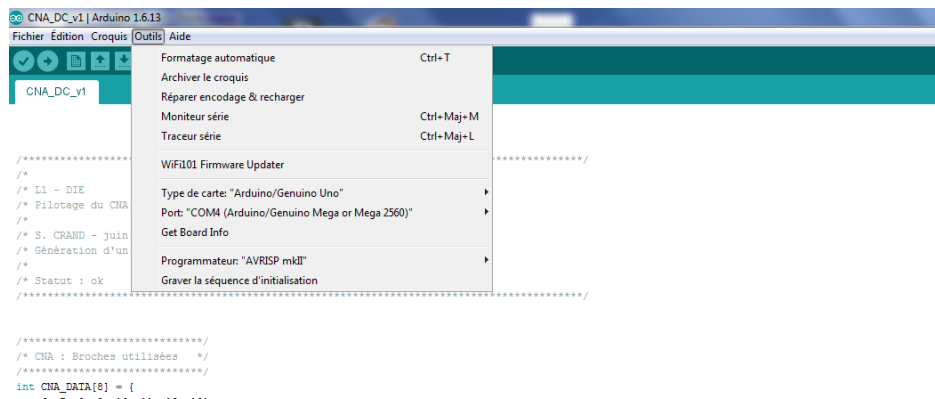 CNA_DC_v1 | Arduino 1.6.13
Fichier Édition Croquis Outils Aide
CNA_DC_v1
Formatage automatique Ctrl+T
Archiver le croquis
Réparer encodage & recharger
Moniteur série Ctrl+Maj+M
Traceur série Ctrl+Maj+L
WiFi101 Firmware Updater
Type de carte: "Arduino/Genuino Uno"
Port: "COM4 (Arduino/Genuino Mega or Mega 2560)"
Get Board Info
Programmateur: "AVRISP mkII"
Graver la séquence d'initialisation
/*
/* L1 - DIE
/* Pilotage du CNA
/*
/* S. CRAND - juin
/* Génération d'un
/*
/* Statut : ok
/*****************************/
/* CNA : Broches utilisées */
/*****************************/
int CNA_DATA[8] = {